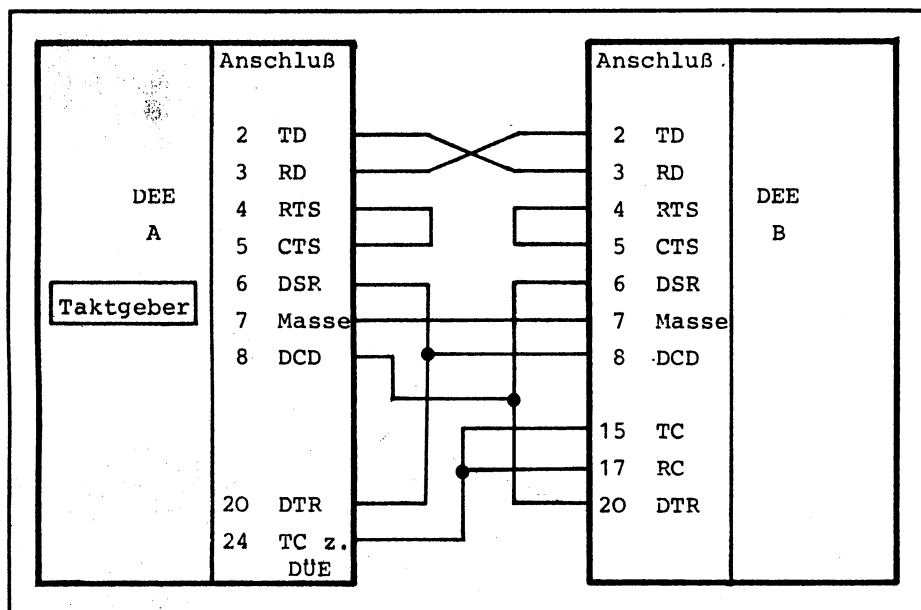 Anschluß
2 TD
3 RD
4 RTS
5 CTS
6 DSR
7 Masse
8 DCD
20 DTR
24 TC z.
DÜE
DEE
A
Taktgeber
Anschluß.
2 TD
3 RD
4 RTS
5 CTS
6 DSR
7 Masse
8 DCD
15 TC
17 RC
20 DTR
DEE
B